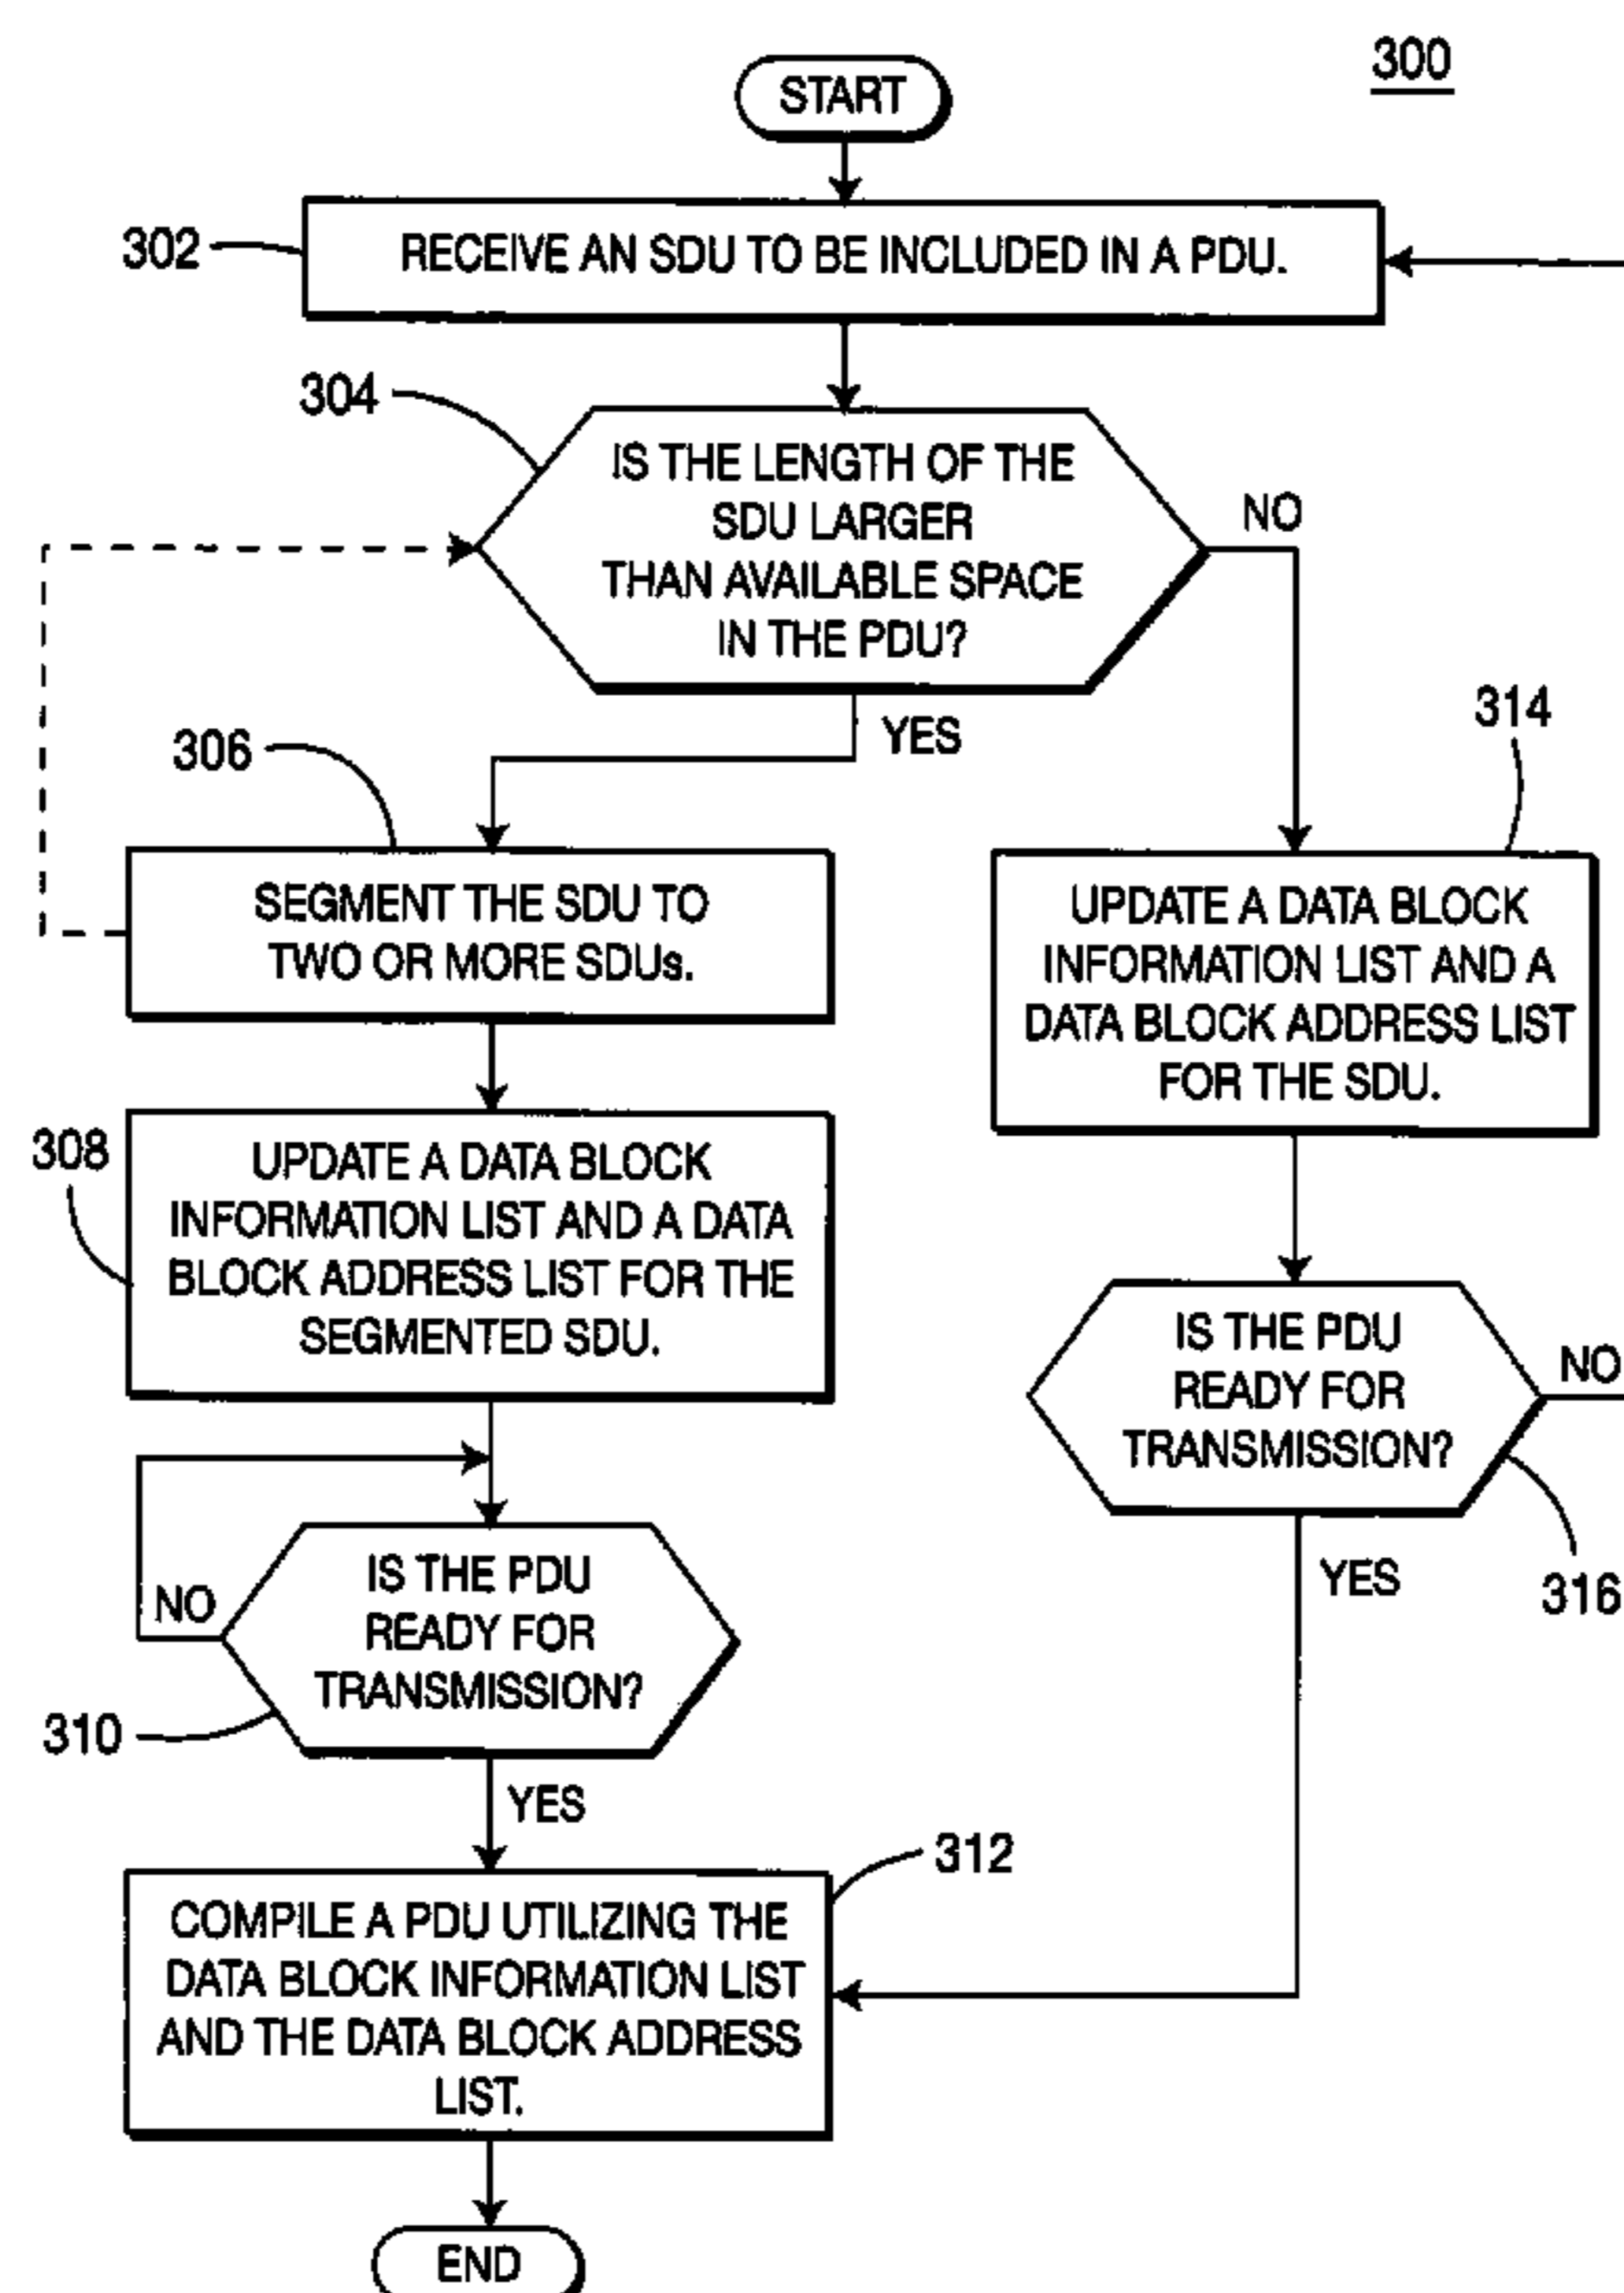 300
START
302
RECEIVE AN SDU TO BE INCLUDED IN A PDU.
304
IS THE LENGTH OF THE
SDU LARGER
THAN AVAILABLE SPACE
IN THE PDU?
NO
YES
306
SEGMENT THE SDU TO
TWO OR MORE SDUs.
314
UPDATE A DATA BLOCK
INFORMATION LIST AND A
DATA BLOCK ADDRESS LIST
FOR THE SDU.
308
UPDATE A DATA BLOCK
INFORMATION LIST AND A DATA
BLOCK ADDRESS LIST FOR THE
SEGMENTED SDU.
IS THE PDU
READY FOR
TRANSMISSION?
NO
316
YES
IS THE PDU
READY FOR
TRANSMISSION?
NO
310
YES
312
COMPILE A PDU UTILIZING THE
DATA BLOCK INFORMATION LIST
AND THE DATA BLOCK ADDRESS
LIST.
END